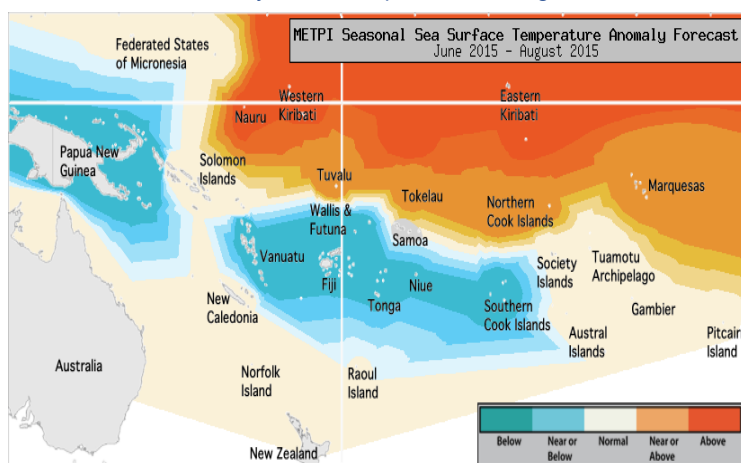 METPI Seasonal Sea Surface Temperature Anomaly Forecast
June 2015 - August 2015
Federated States
of Micronesia
Nauru
Western
Kiribati
Eastern
Kiribati
Papua New
Guinea
Solomon
Islands
Tuvalu
Tokelau
Northern
Cook Islands
Marquesas
Wallis &
Futuna
Samoa
Vanuatu
Fiji
Tonga
Niue
Southern
Cook Islands
Society
Islands
Tuamotu
Archipelago
Gambier
New
Caledonia
Austral
Islands
Pitcair
Island
Australia
Norfolk
Island
Raoul
Island
New Zealand
Below
Near or
Below
Normal
Near or
Above
Above